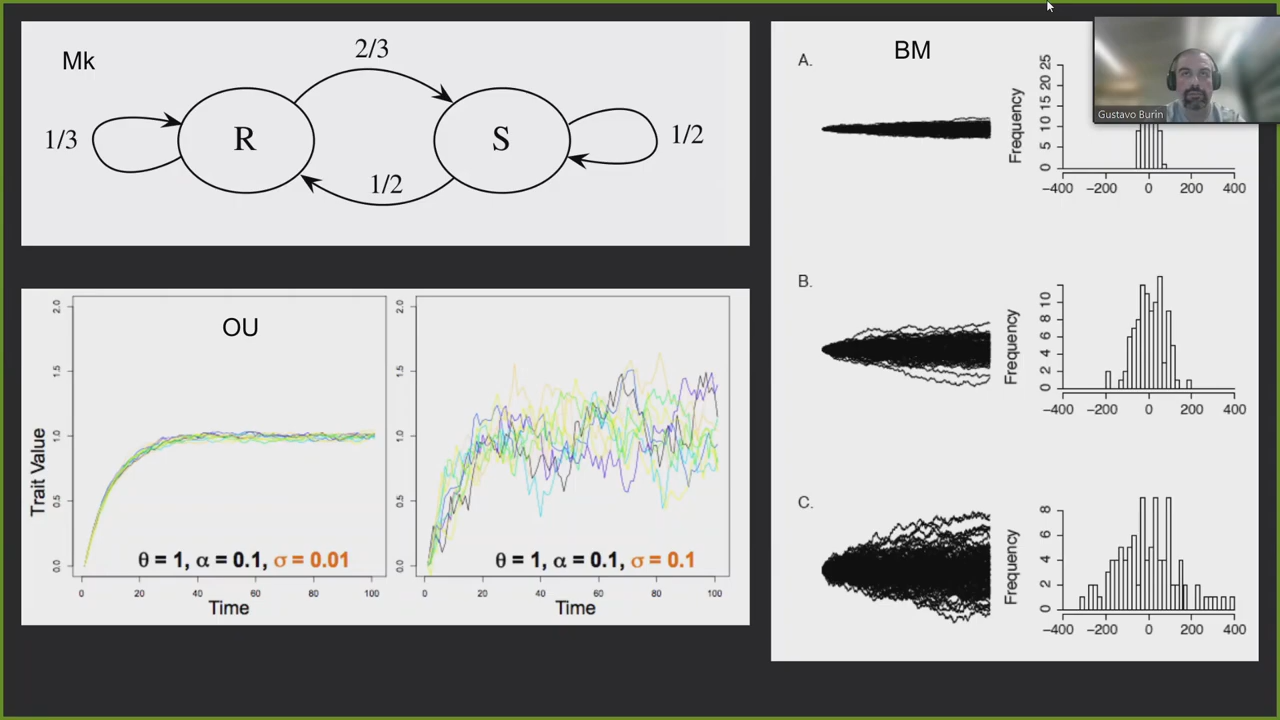 Mk
2/3
1/3
R
S
1/2
1/2
OU
2.0
1.5
1.0
0.5
0.0
Trait Value
θ = 1, α = 0.1, σ = 0.01
0 20 40 60 80 100
Time
2.0
1.5
1.0
0.5
0.0
θ = 1, α = 0.1, σ = 0.1
0 20 40 60 80 100
Time
BM
A.
Frequency
0 5 10 15 20 25
−400 −200 0 200 400
Gustavo Burin
B.
Frequency
0 2 4 6 8 10
−400 −200 0 200 400
C.
Frequency
0 2 4 6 8
−400 −200 0 200 400